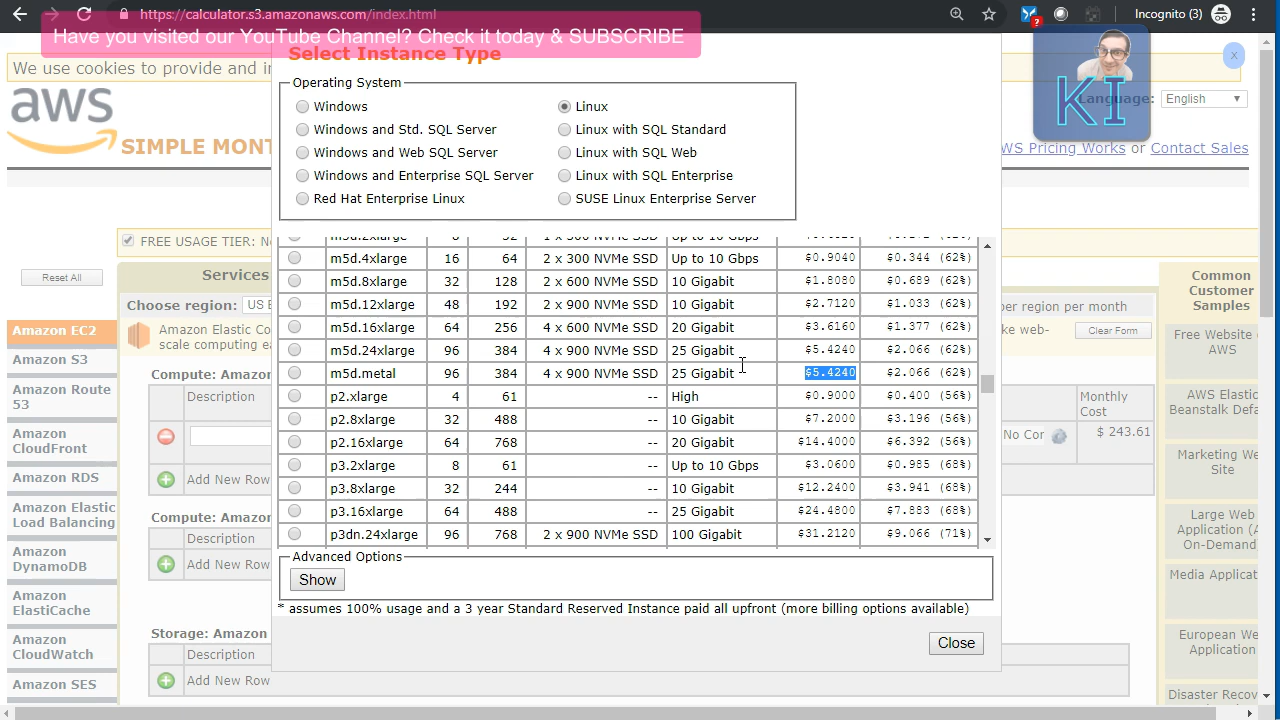 https://calculator.s3.amazonaws.com/index.html
Incognito (3)
Have you visited our YouTube Channel? Check it today & SUBSCRIBE
We use cookies to provide and i
x
KI
aws
SIMPLE MONT
Language: English
WS Pricing Works or Contact Sales
FREE USAGE TIER: N
Reset All
Services
Choose region: US E
per region per month
Amazon Elastic Co
scale computing ea
ke web-
Clear Form
Amazon EC2
Amazon S3
Amazon Route
53
Amazon
CloudFront
Amazon RDS
Amazon Elastic
Load Balancing
Amazon
DynamoDB
Amazon
ElastiCache
Amazon
CloudWatch
Amazon SES
Compute: Amazon
Description
Monthly
Cost
No Cor
$ 243.61
Add New Row
Compute: Amazon
Description
Add New Row
Storage: Amazon
Description
Add New Row
Select Instance Type
Operating System
Windows Linux
Windows and Std. SQL Server Linux with SQL Standard
Windows and Web SQL Server Linux with SQL Web
Windows and Enterprise SQL Server Linux with SQL Enterprise
Red Hat Enterprise Linux SUSE Linux Enterprise Server
m5d.4xlarge 16 64 2 x 300 NVMe SSD Up to 10 Gbps $0.9040 $0.344 (62%)
m5d.8xlarge 32 128 2 x 600 NVMe SSD 10 Gigabit $1.8080 $0.689 (62%)
m5d.12xlarge 48 192 2 x 900 NVMe SSD 10 Gigabit $2.7120 $1.033 (62%)
m5d.16xlarge 64 256 4 x 600 NVMe SSD 20 Gigabit $3.6160 $1.377 (62%)
m5d.24xlarge 96 384 4 x 900 NVMe SSD 25 Gigabit $5.4240 $2.066 (62%)
m5d.metal 96 384 4 x 900 NVMe SSD 25 Gigabit $5.4240 $2.066 (62%)
p2.xlarge 4 61 -- High $0.9000 $0.400 (56%)
p2.8xlarge 32 488 -- 10 Gigabit $7.2000 $3.196 (56%)
p2.16xlarge 64 768 -- 20 Gigabit $14.4000 $6.392 (56%)
p3.2xlarge 8 61 -- Up to 10 Gbps $3.0600 $0.985 (68%)
p3.8xlarge 32 244 -- 10 Gigabit $12.2400 $3.941 (68%)
p3.16xlarge 64 488 -- 25 Gigabit $24.4800 $7.883 (68%)
p3dn.24xlarge 96 768 2 x 900 NVMe SSD 100 Gigabit $31.2120 $9.066 (71%)
Advanced Options
Show
* assumes 100% usage and a 3 year Standard Reserved Instance paid all upfront (more billing options available)
Close
Common
Customer
Samples
Free Website
AWS
AWS Elastic
Beanstalk Defa
Marketing We
Site
Large Web
Application (A
On-Demand
Media Applicat
European We
Application
Disaster Recov